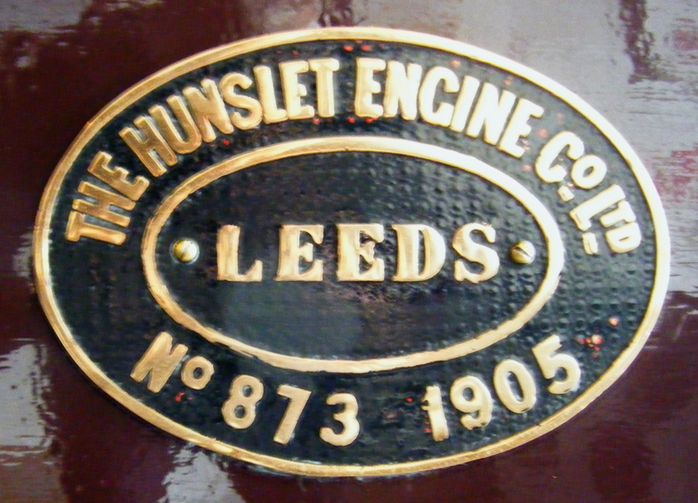 THE HUNSLET ENGINE CO. LTD
LEEDS
No 873 1905